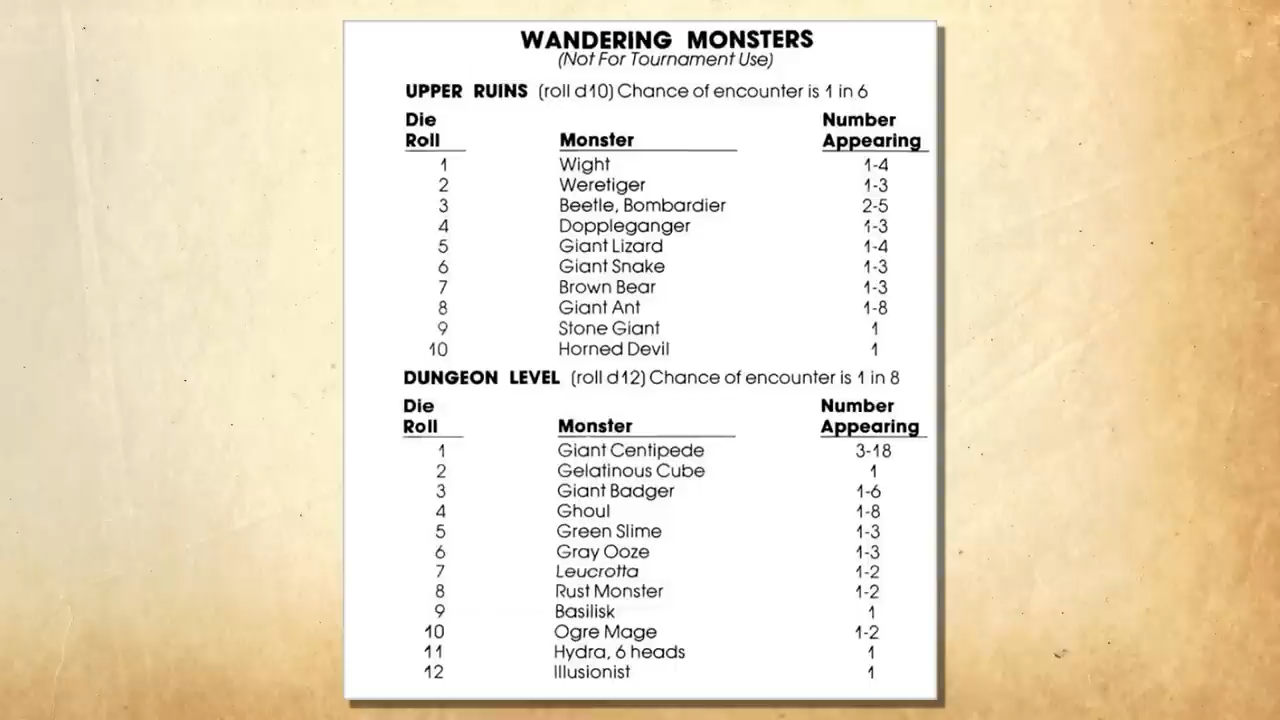 WANDERING MONSTERS
(Not For Tournament Use)
UPPER RUINS (roll d10) Chance of encounter is 1 in 6
Die Roll Monster Number Appearing
1 Wight 1-4
2 Weretiger 1-3
3 Beetle, Bombardier 2-5
4 Doppleganger 1-3
5 Giant Lizard 1-4
6 Giant Snake 1-3
7 Brown Bear 1-3
8 Giant Ant 1-8
9 Stone Giant 1
10 Horned Devil 1
DUNGEON LEVEL (roll d12) Chance of encounter is 1 in 8
Die Roll Monster Number Appearing
1 Giant Centipede 3-18
2 Gelatinous Cube 1
3 Giant Badger 1-6
4 Ghoul 1-8
5 Green Slime 1-3
6 Gray Ooze 1-3
7 Leucrotta 1-2
8 Rust Monster 1-2
9 Basilisk 1
10 Ogre Mage 1-2
11 Hydra, 6 heads 1
12 Illusionist 1